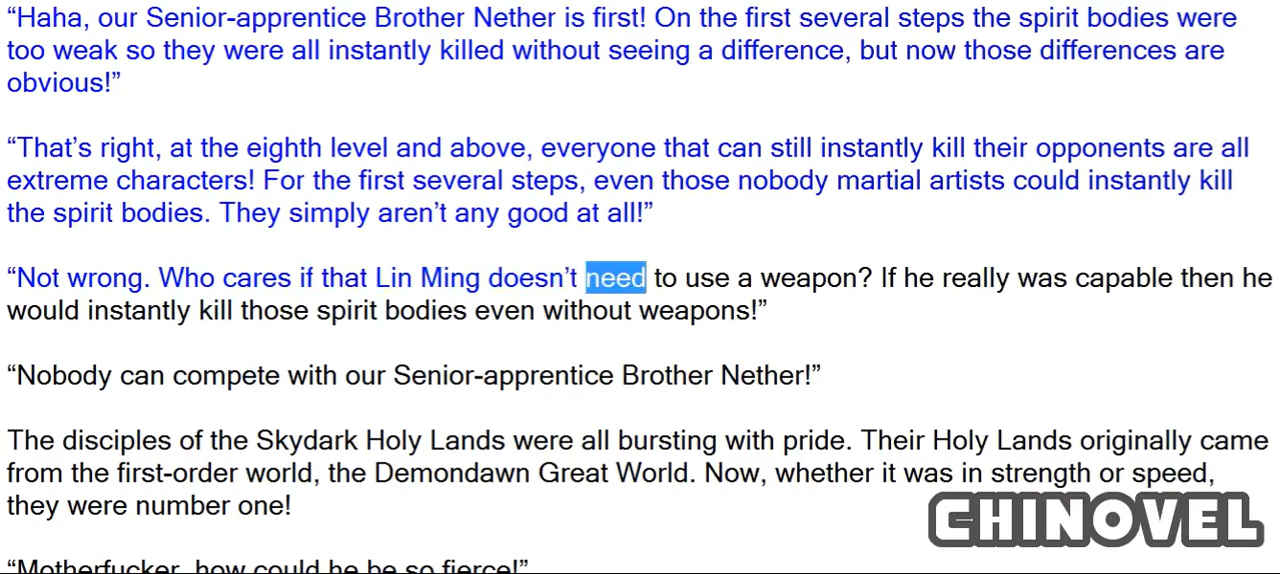 “Haha, our Senior-apprentice Brother Nether is first! On the first several steps the spirit bodies were
too weak so they were all instantly killed without seeing a difference, but now those differences are
obvious!”
“That’s right, at the eighth level and above, everyone that can still instantly kill their opponents are all
extreme characters! For the first several steps, even those nobody martial artists could instantly kill
the spirit bodies. They simply aren’t any good at all!”
“Not wrong. Who cares if that Lin Ming doesn’t need to use a weapon? If he really was capable then he
would instantly kill those spirit bodies even without weapons!”
“Nobody can compete with our Senior-apprentice Brother Nether!”
The disciples of the Skydark Holy Lands were all bursting with pride. Their Holy Lands originally came
from the first-order world, the Demondawn Great World. Now, whether it was in strength or speed,
they were number one!
CHINOVEL
“Motherfucker, how could he be so fierce!”